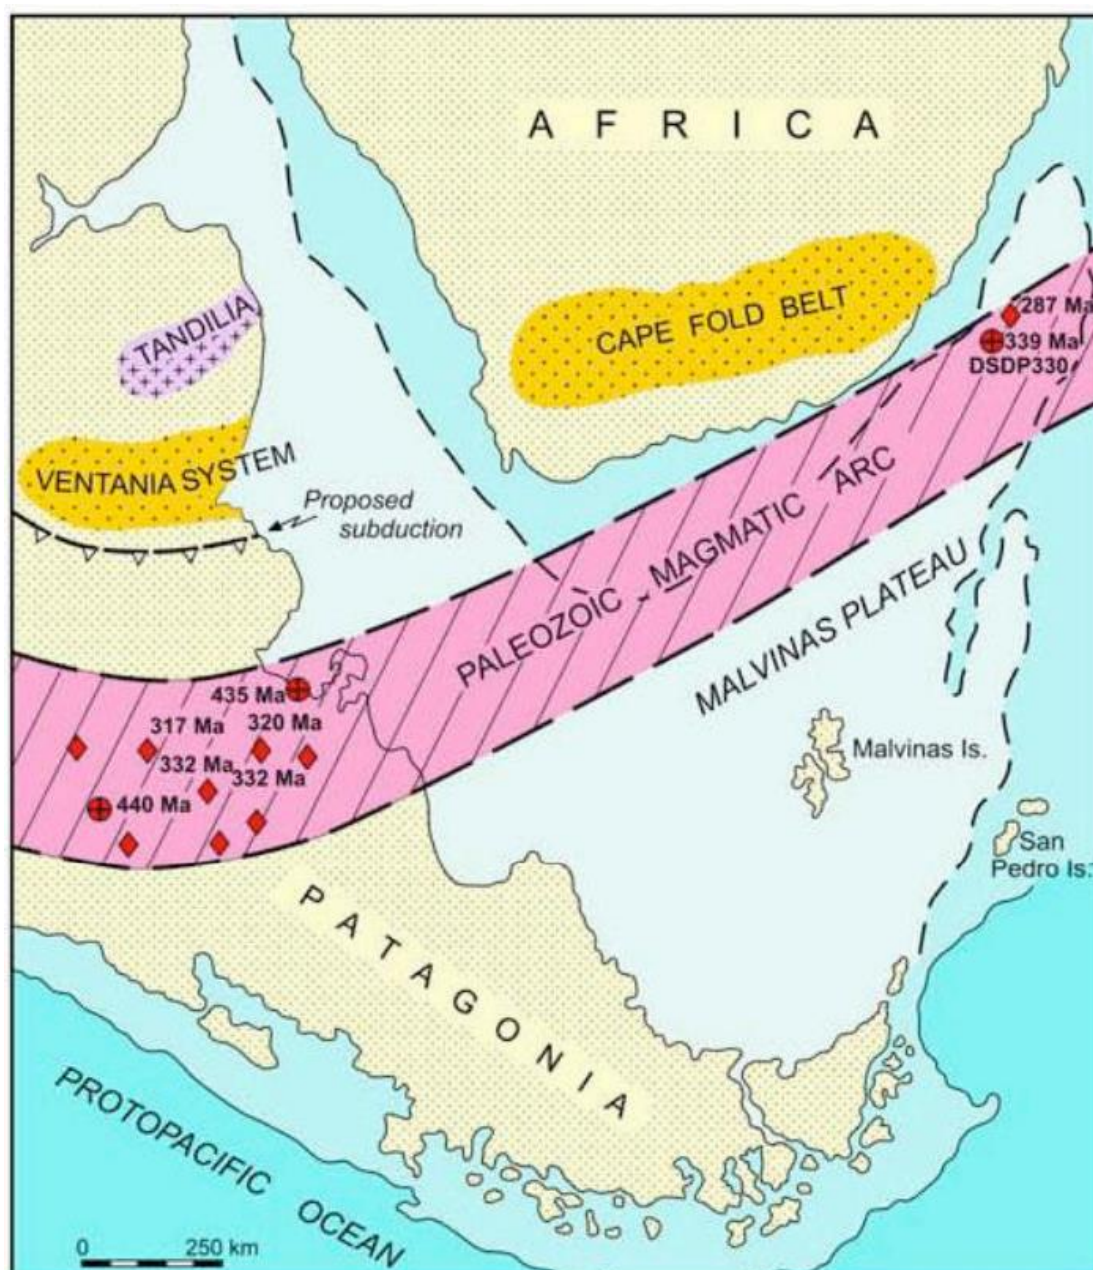 A F R I C A
TANDILIA
CAPE FOLD BELT
287 Ma
339 Ma
DSDP330
VENTANIA SYSTEM
Proposed
subduction
PALEOZOIC MAGMATIC ARC
MALVINAS PLATEAU
435 Ma
317 Ma
320 Ma
332 Ma
332 Ma
440 Ma
Malvinas Is.
San
Pedro Is.
PATAGONIA
PROTOPACIFIC OCEAN
0 250 km